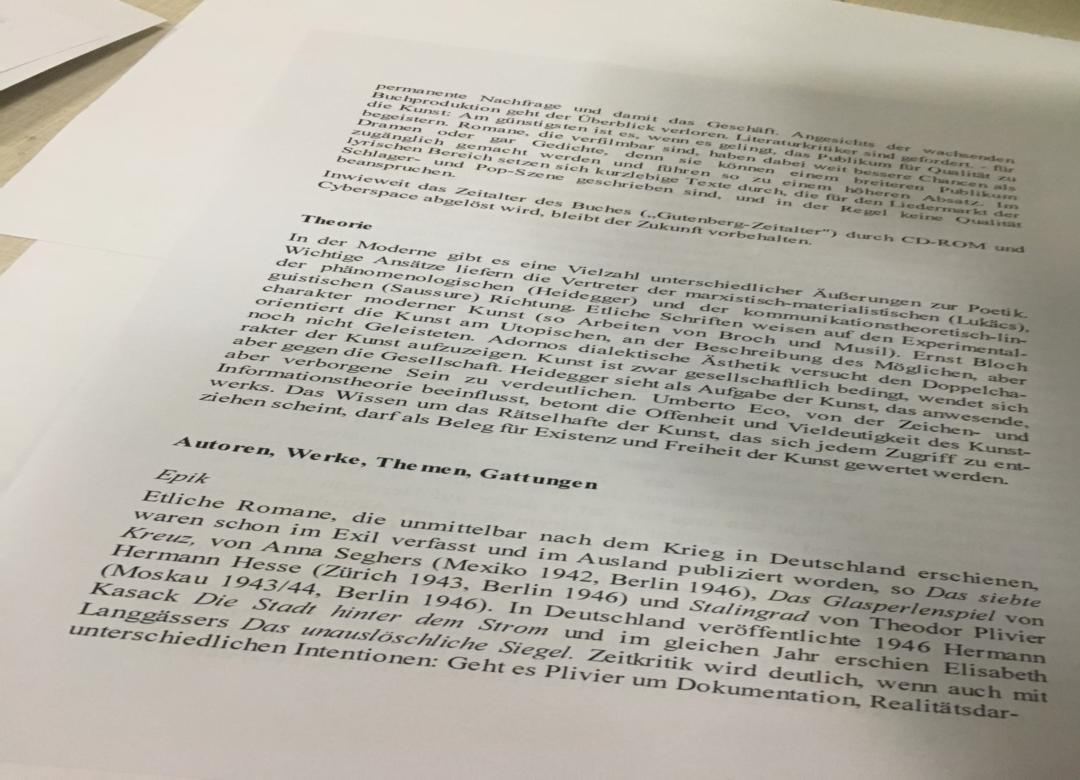 permanente Nachfrage und damit das Geschäft. Angesichts der wachsenden
Buchproduktion geht der Überblick verloren. Literaturkritiker sind gefordert - für
die Kunst: Am günstigsten ist es, wenn es gelingt, das Publikum für Qualität zu
begeistern. Romane, die verfilmbar sind, haben dabei weit bessere Chancen als
Dramen oder gar Gedichte, denn sie können einem breiteren Publikum
zugänglich gemacht werden und führen so zu einem höheren Absatz. Im
lyrischen Bereich setzen sich kurzlebige Texte durch, die für den Liedermarkt der
Schlager- und Pop-Szene geschrieben sind, und in der Regel keine Qualität
beanspruchen.
Inwieweit das Zeitalter des Buches („Gutenberg-Zeitalter“) durch CD-ROM und
Cyberspace abgelöst wird, bleibt der Zukunft vorbehalten.
Theorie
In der Moderne gibt es eine Vielzahl unterschiedlicher Äußerungen zur Poetik.
Wichtige Ansätze liefern die Vertreter der marxistisch-materialistischen (Lukács),
der phänomenologischen (Heidegger) und der kommunikationstheoretisch-lin-
guistischen (Saussure) Richtung. Etliche Schriften weisen auf den Experimental-
charakter moderner Kunst (so Arbeiten von Broch und Musil). Ernst Bloch
orientiert die Kunst am Utopischen, an der Beschreibung des Möglichen, aber
noch nicht Geleisteten. Adornos dialektische Ästhetik versucht den Doppelcha-
rakter der Kunst aufzuzeigen. Kunst ist zwar gesellschaftlich bedingt, wendet sich
aber gegen die Gesellschaft. Heidegger sieht als Aufgabe der Kunst, das anwesende,
aber verborgene Sein zu verdeutlichen. Umberto Eco, von der Zeichen- und
Informationstheorie beeinflusst, betont die Offenheit und Vieldeutigkeit des Kunst-
werks. Das Wissen um das Rätselhafte der Kunst, das sich jedem Zugriff zu ent-
ziehen scheint, darf als Beleg für Existenz und Freiheit der Kunst gewertet werden.
Autoren, Werke, Themen, Gattungen
Epik
Etliche Romane, die unmittelbar nach dem Krieg in Deutschland erschienen,
waren schon im Exil verfasst und im Ausland publiziert worden, so Das siebte
Kreuz, von Anna Seghers (Mexiko 1942, Berlin 1946), Das Glasperlenspiel von
Hermann Hesse (Zürich 1943, Berlin 1946) und Stalingrad von Theodor Plivier
(Moskau 1943/44, Berlin 1946). In Deutschland veröffentlichte 1946 Hermann
Kasack Die Stadt hinter dem Strom und im gleichen Jahr erschien Elisabeth
Langgässers Das unauslöschliche Siegel. Zeitkritik wird deutlich, wenn auch mit
unterschiedlichen Intentionen: Geht es Plivier um Dokumentation, Realitätsdar-